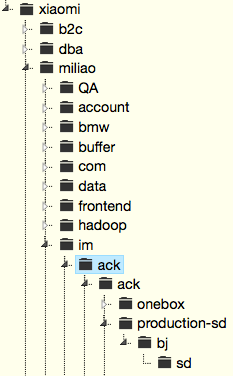 xiaomi
b2c
dba
miliao
QA
account
bmw
buffer
com
data
frontend
hadoop
im
ack
ack
onebox
production-sd
bj
sd